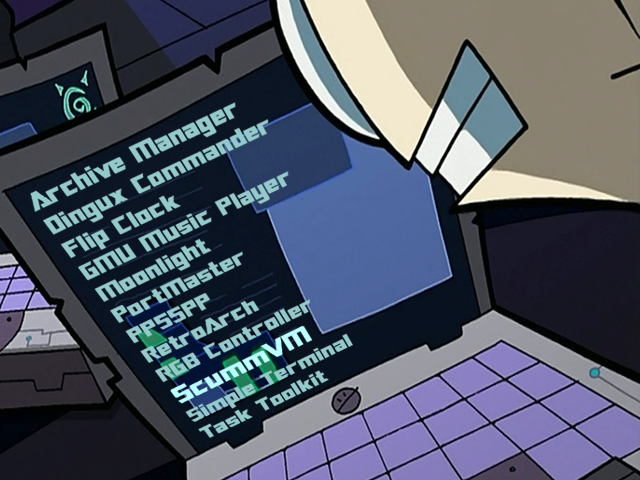 Archive Manager
Dingux Commander
Flip Clock
GMU Music Player
Moonlight
PortMaster
PPSSPP
RetroArch
RGB Controller
ScummVM
Simple Terminal
Task Toolkit